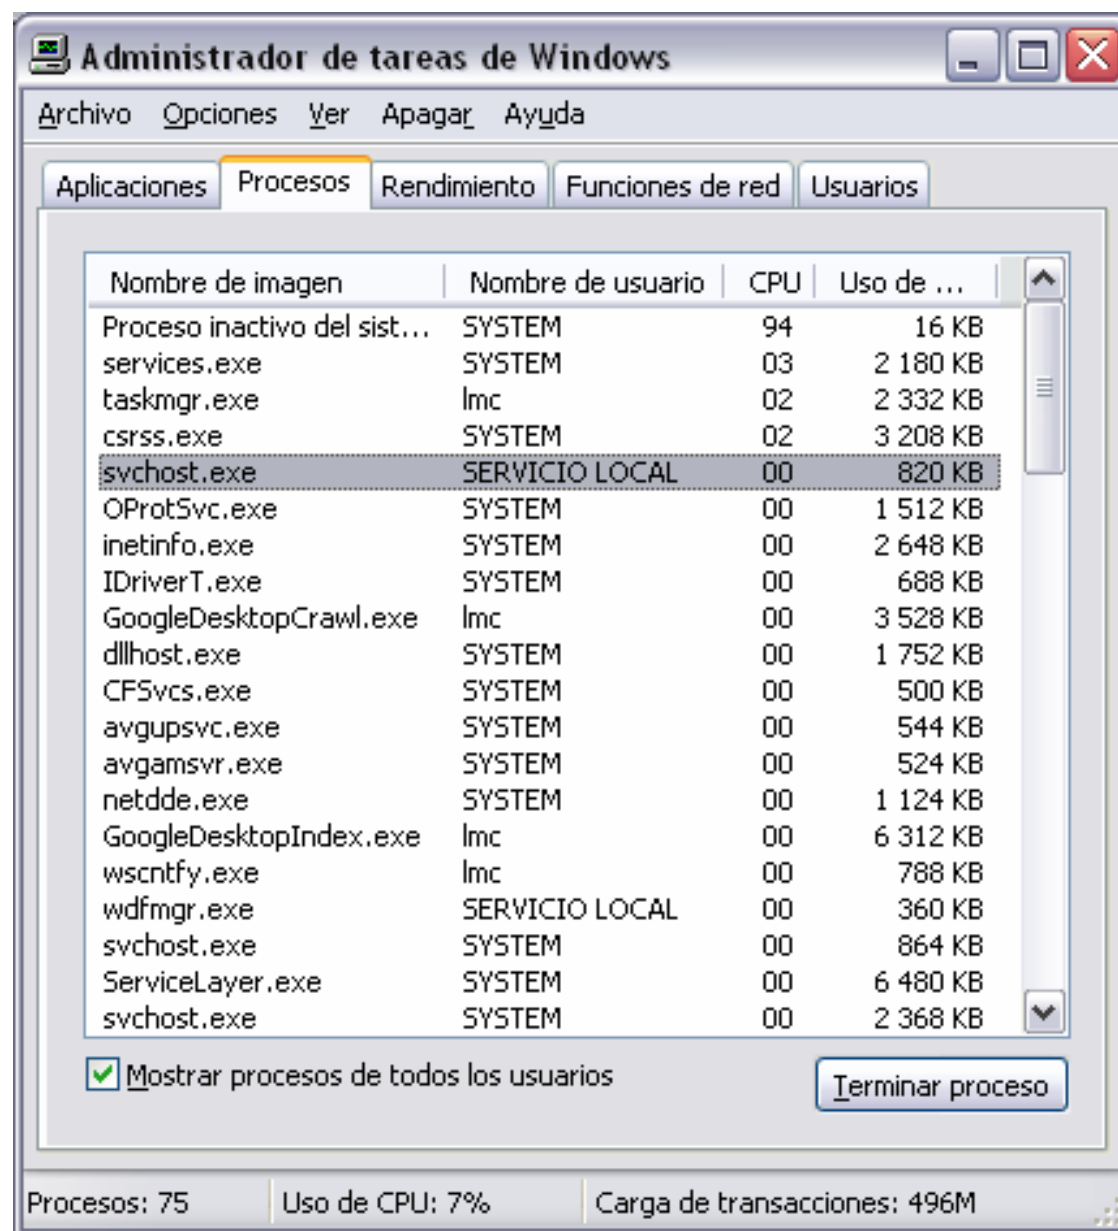 Administrador de tareas de Windows
Archivo Opciones Ver Apagar Ayuda
Aplicaciones Procesos Rendimiento Funciones de red Usuarios
Nombre de imagen Nombre de usuario CPU Uso de ...
Proceso inactivo del sist... SYSTEM 94 16 KB
services.exe SYSTEM 03 2 180 KB
taskmgr.exe lmc 02 2 332 KB
csrss.exe SYSTEM 02 3 208 KB
svchost.exe SERVICIO LOCAL 00 820 KB
OProtSvc.exe SYSTEM 00 1 512 KB
inetinfo.exe SYSTEM 00 2 648 KB
IDriverT.exe SYSTEM 00 688 KB
GoogleDesktopCrawl.exe lmc 00 3 528 KB
dllhost.exe SYSTEM 00 1 752 KB
CFSvcs.exe SYSTEM 00 500 KB
avgupsvc.exe SYSTEM 00 544 KB
avgamsvr.exe SYSTEM 00 524 KB
netdde.exe SYSTEM 00 1 124 KB
GoogleDesktopIndex.exe lmc 00 6 312 KB
wscntfy.exe lmc 00 788 KB
wdfmgr.exe SERVICIO LOCAL 00 360 KB
svchost.exe SYSTEM 00 864 KB
ServiceLayer.exe SYSTEM 00 6 480 KB
svchost.exe SYSTEM 00 2 368 KB
Mostrar procesos de todos los usuarios Terminar proceso
Procesos: 75 Uso de CPU: 7% Carga de transacciones: 496M